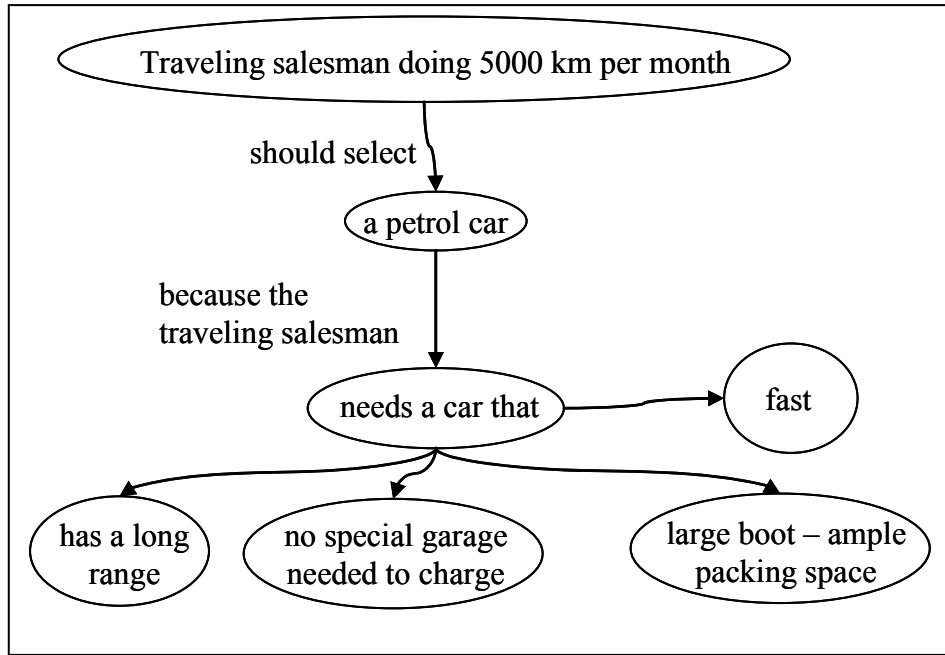 Traveling salesman doing 5000 km per month
should select
a petrol car
because the
traveling salesman
needs a car that
fast
has a long
range
no special garage
needed to charge
large boot – ample
packing space